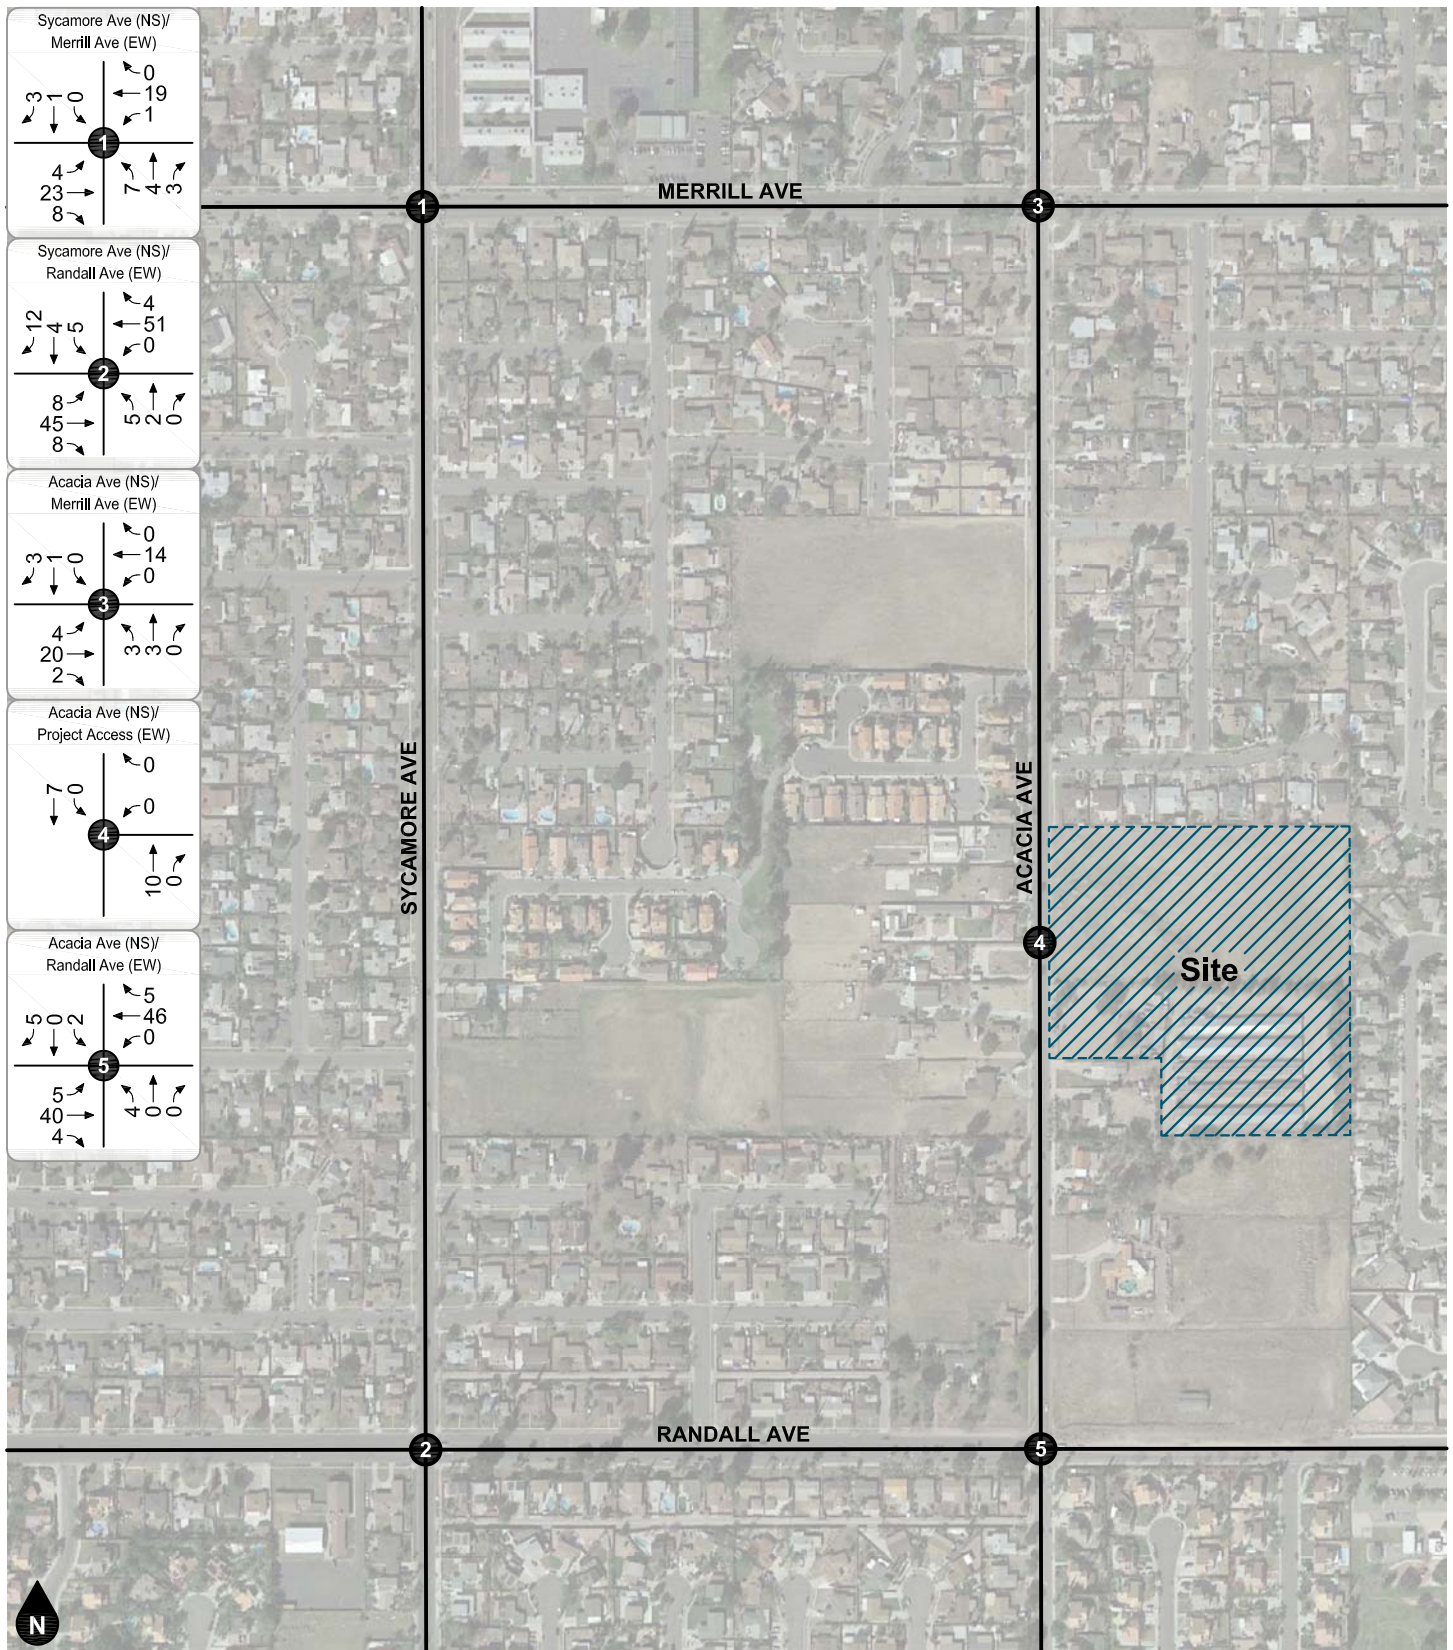 Sycamore Ave (NS)/
Merrill Ave (EW)
0
19
1
3 1 0
1
4
23
8
7 4 3
Sycamore Ave (NS)/
Randall Ave (EW)
4
51
0
12 4 5
2
8
45
8
5 2 0
Acacia Ave (NS)/
Merrill Ave (EW)
0
14
0
3 1 0
3
4
20
2
3 3 0
Acacia Ave (NS)/
Project Access (EW)
0
0
7 0
4
10 0
Acacia Ave (NS)/
Randall Ave (EW)
5
46
0
5 0 2
5
5
40
4
4 0 0
MERRILL AVE
1
3
SYCAMORE AVE
ACACIA AVE
4
Site
RANDALL AVE
2
5
N